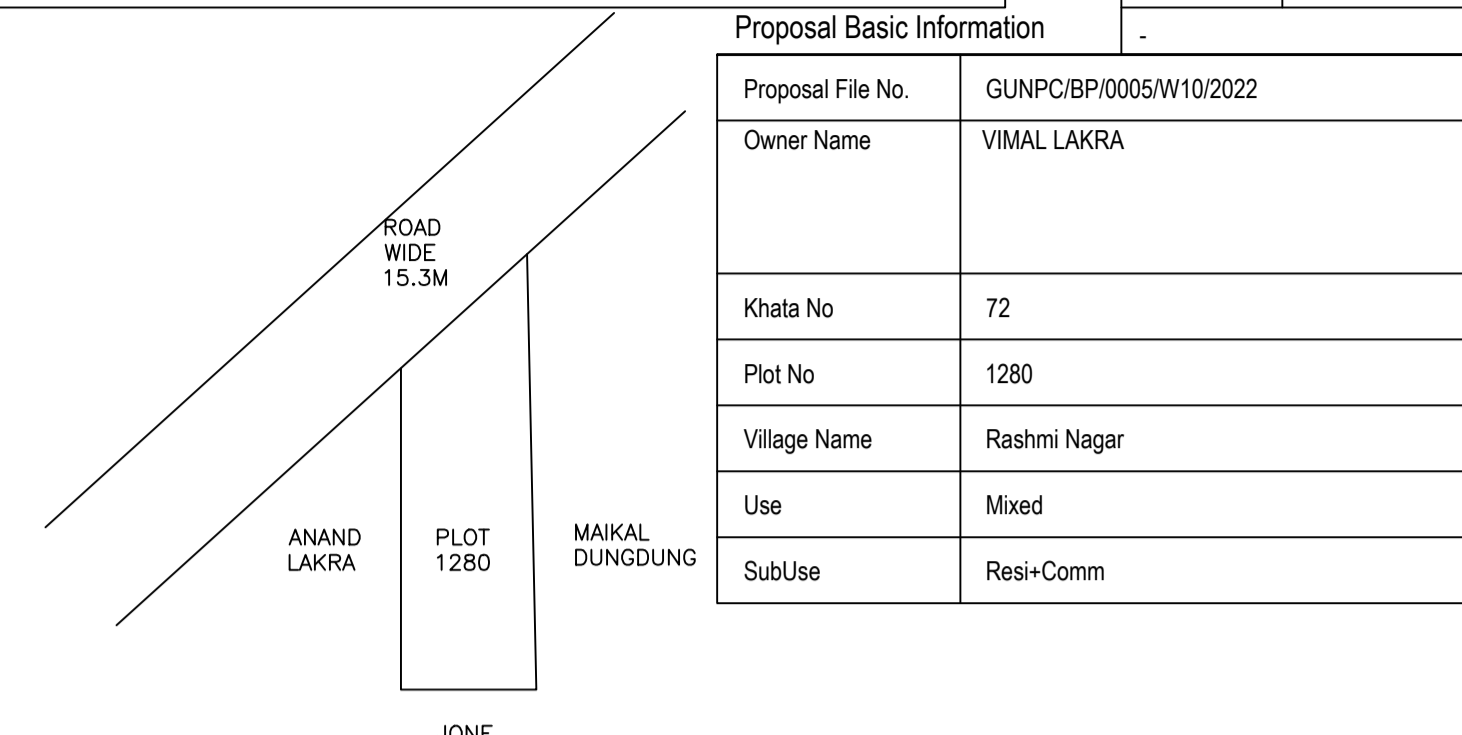 Proposal Basic Information
-
Proposal File No. GUNPC/BP/0005/W10/2022
Owner Name VIMAL LAKRA
Khata No 72
Plot No 1280
Village Name Rashmi Nagar
Use Mixed
SubUse Resi+Comm
ROAD
WIDE
15.3M
ANAND
LAKRA
PLOT
1280
MAIKAL
DUNGDUNG